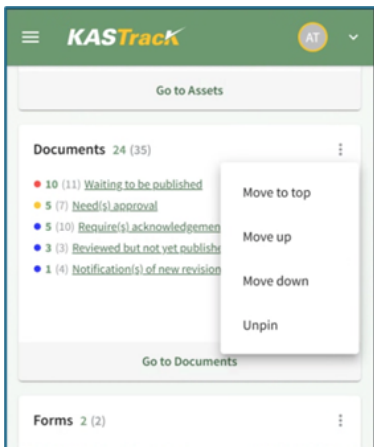 KASTracK
AT
Go to Assets
Documents 24 (35)
10 (11) Waiting to be published
5 (7) Need(s) approval
5 (10) Require(s) acknowledgemen
3 (3) Reviewed but not yet publishe
1 (4) Notification(s) of new revision
Move to top
Move up
Move down
Unpin
Go to Documents
Forms 2 (2)